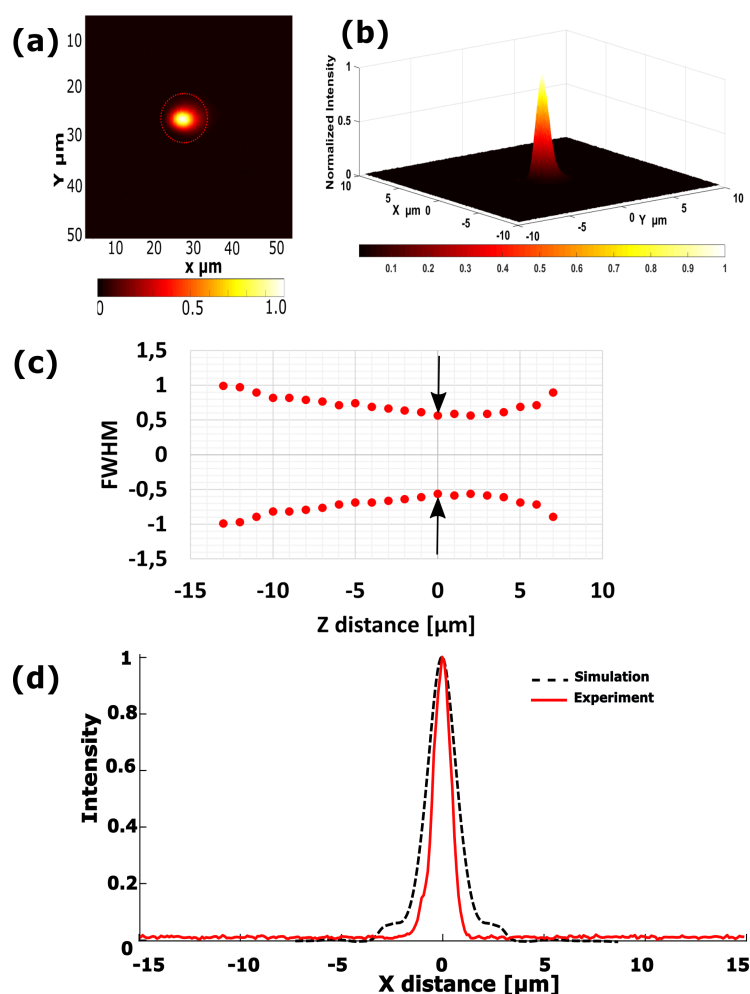 (a)
10
20
30
40
50
Y µm
10 20 30 40 50
x µm
0 0.5 1.0
(b)
Normalized Intensity
1
0.5
0
10
5
X µm 0
-5
-10
-10
-5
0 Y µm
5
10
0.1 0.2 0.3 0.4 0.5 0.6 0.7 0.8 0.9 1
(c)
FWHM
1,5
1
0,5
0
-0,5
-1
-1,5
-15 -10 -5 0 5 10
Z distance [µm]
(d)
Intensity
1
0.8
0.6
0.4
0.2
0
Simulation
Experiment
-15 -10 -5 0 5 10 15
X distance [µm]